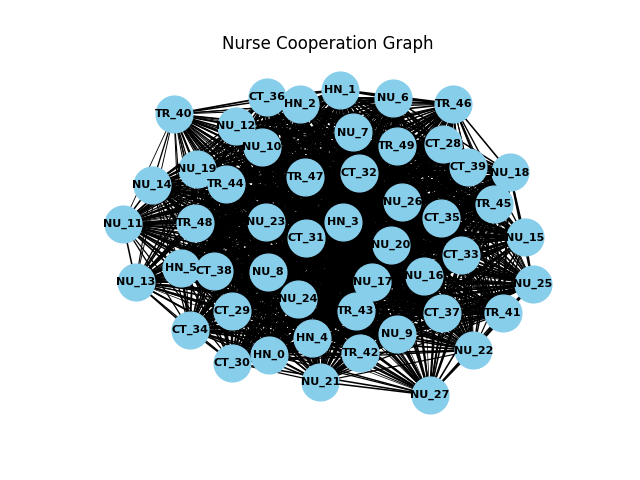 Nurse Cooperation Graph
HN_1
CT_36
NU_6
HN_2
TR_46
TR_40
NU_12
NU_7
CT_28
TR_49
NU_10
CT_39
NU_19
NU_18
CT_32
TR_47
TR_44
NU_14
NU_26
TR_45
CT_35
NU_23
HN_3
TR_48
NU_11
CT_31
NU_15
NU_20
CT_33
HN_5
CT_38
NU_8
NU_16
NU_13
NU_17
NU_25
NU_24
CT_29
TR_43
CT_37
TR_41
CT_34
NU_9
HN_4
NU_22
TR_42
HN_0
CT_30
NU_21
NU_27